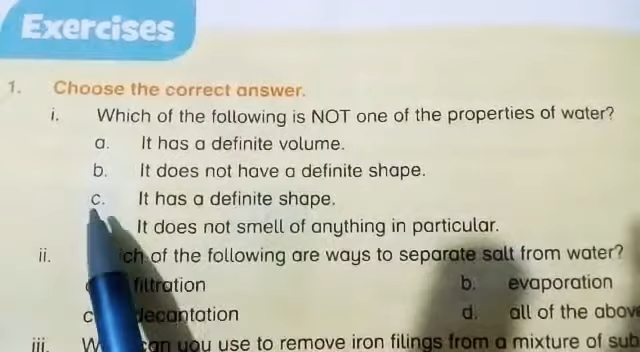 Exercises
1. Choose the correct answer.
i. Which of the following is NOT one of the properties of water?
a. It has a definite volume.
b. It does not have a definite shape.
c. It has a definite shape.
It does not smell of anything in particular.
ii. of the following are ways to separate salt from water?
filtration b. evaporation
c decantation d. all of the above
iii. can you use to remove iron filings from a mixture of